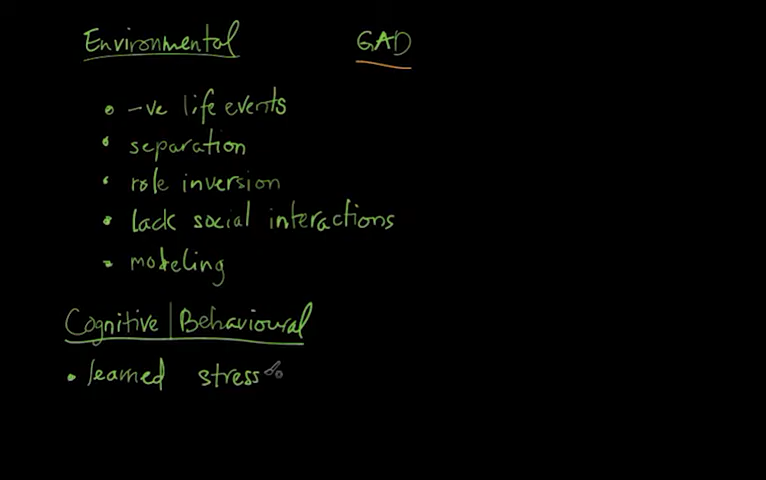 Environmental GAD
• -ve life events
• separation
• role inversion
• lack social interactions
• modeling
Cognitive | Behavioural
• learned stress